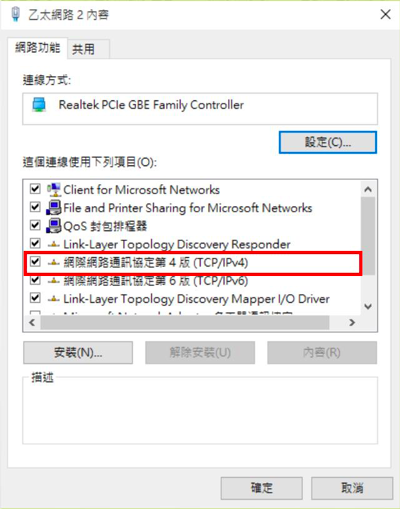 乙太網路 2 內容
網路功能 共用
連線方式:
Realtek PCIe GBE Family Controller
設定(C)...
這個連線使用下列項目(O):
Client for Microsoft Networks
File and Printer Sharing for Microsoft Networks
QoS 封包排程器
Link-Layer Topology Discovery Responder
網際網路通訊協定第 4 版 (TCP/IPv4)
網際網路通訊協定第 6 版 (TCP/IPv6)
Link-Layer Topology Discovery Mapper I/O Driver
安裝(N)... 解除安裝(U) 內容(R)
描述
確定 取消